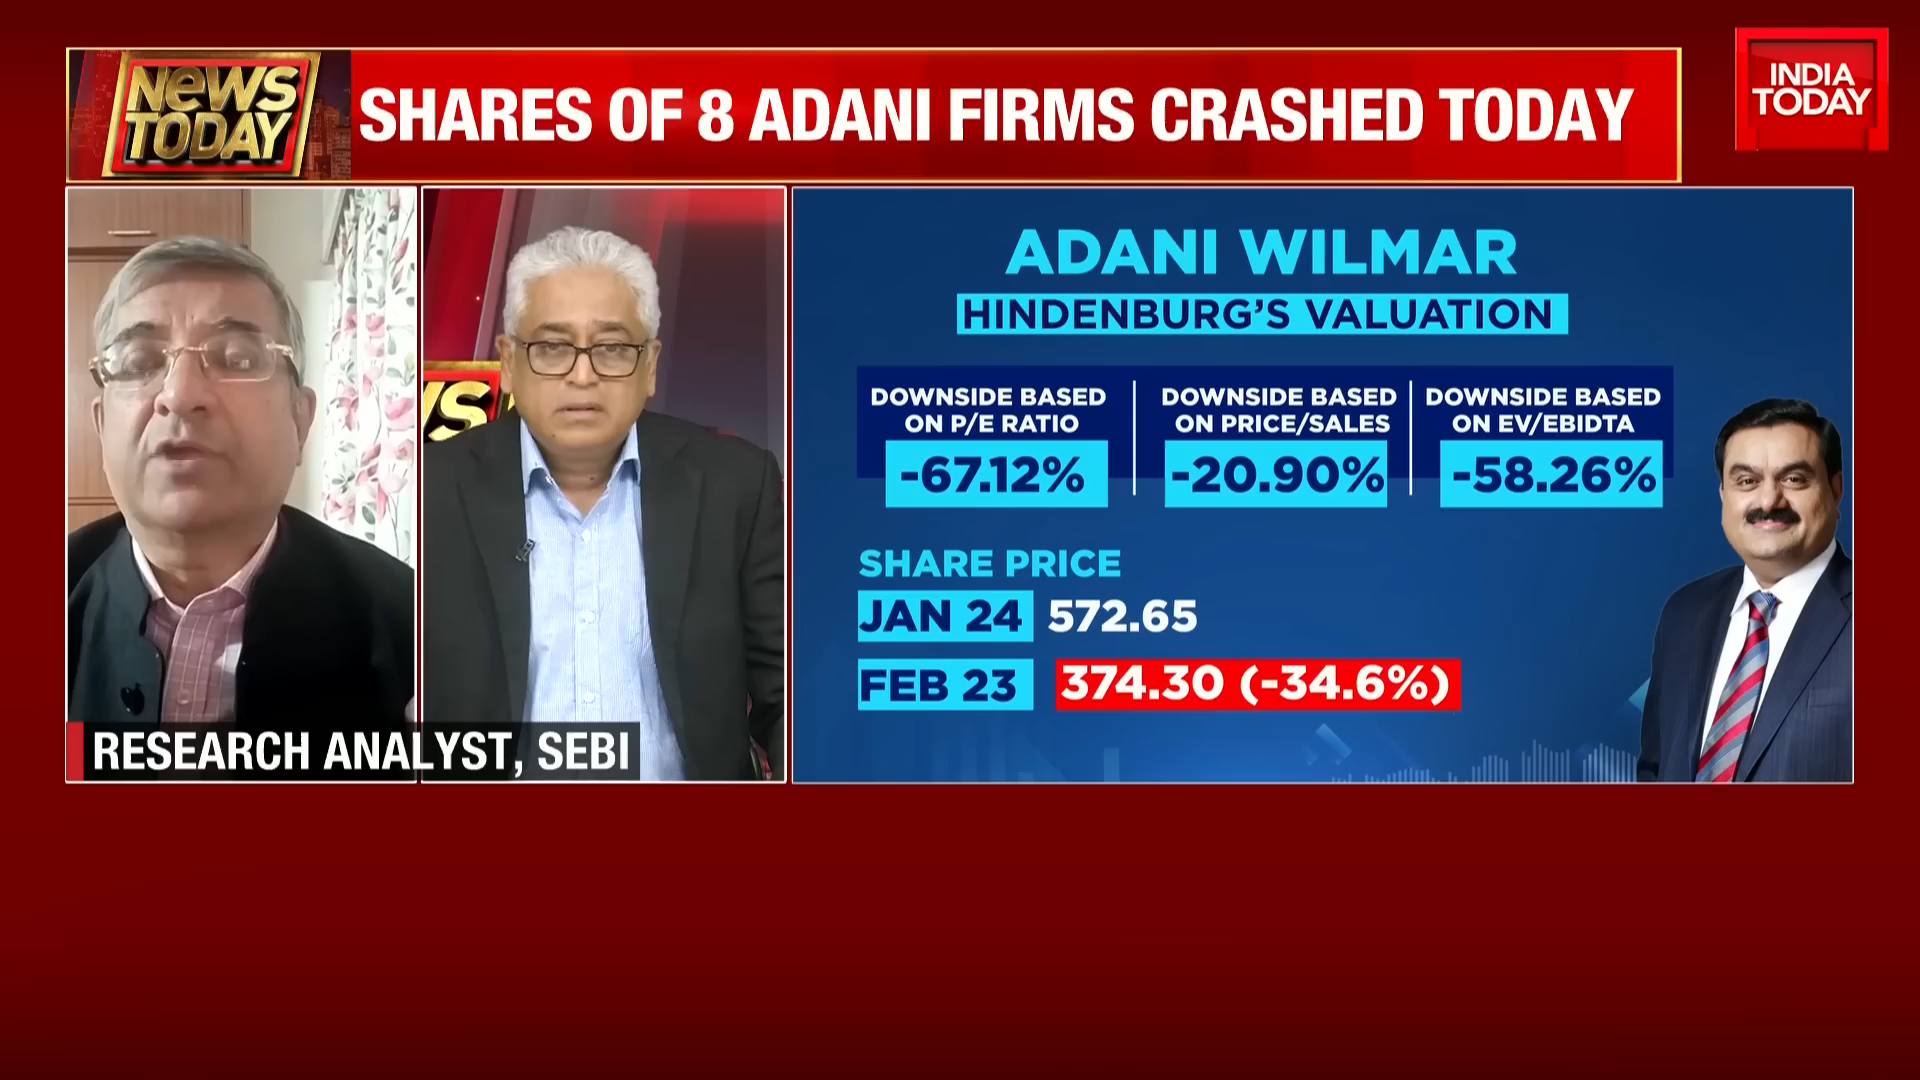 NEWS
TODAY
SHARES OF 8 ADANI FIRMS CRASHED TODAY
INDIA
TODAY
ADANI WILMAR
HINDENBURG'S VALUATION
DOWNSIDE BASED
ON P/E RATIO
-67.12%
DOWNSIDE BASED
ON PRICE/SALES
-20.90%
DOWNSIDE BASED
ON EV/EBIDTA
-58.26%
SHARE PRICE
JAN 24 572.65
FEB 23 374.30 (-34.6%)
RESEARCH ANALYST, SEBI